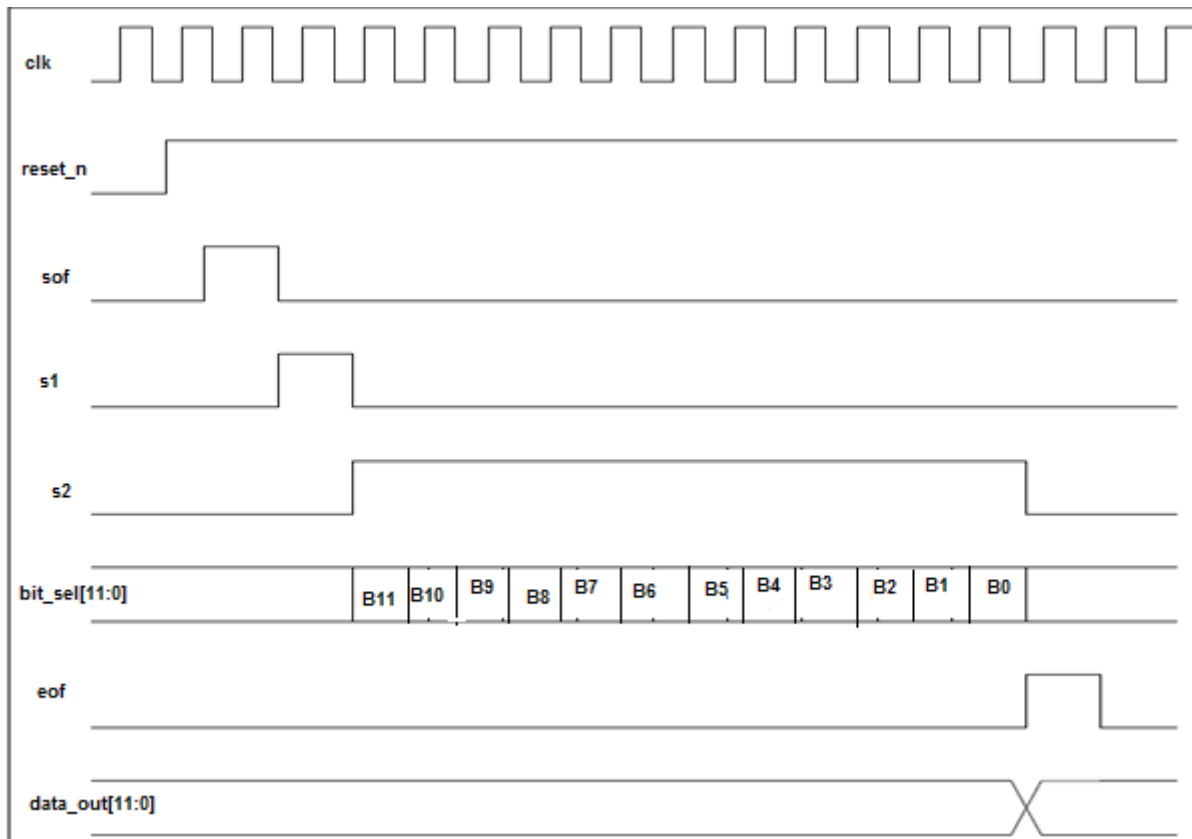 clk
reset_n
sof
s1
s2
bit_sel[11:0] B11 B10 B9 B8 B7 B6 B5 B4 B3 B2 B1 B0
eof
data_out[11:0]